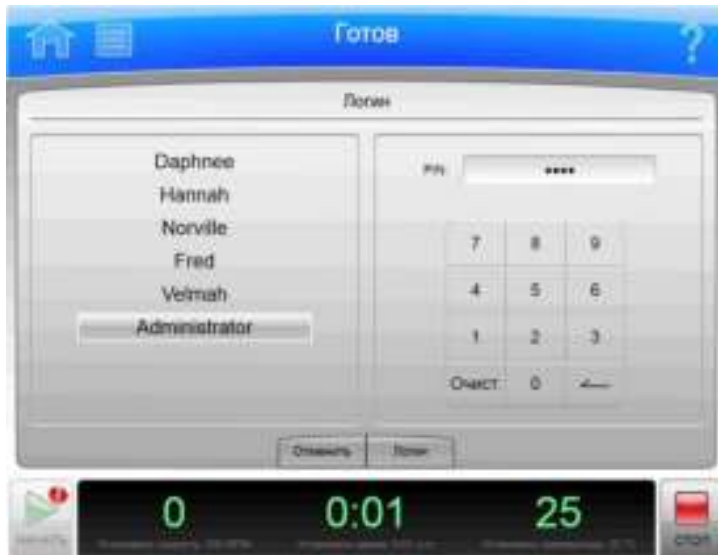 Готов
?
Логин
Daphnee
Hannah
Norville
Fred
Velmah
Administrator
PIN ••••
7 8 9
4 5 6
1 2 3
Очист 0 ←
Отменить Логин
0 0:01 25
СТОП